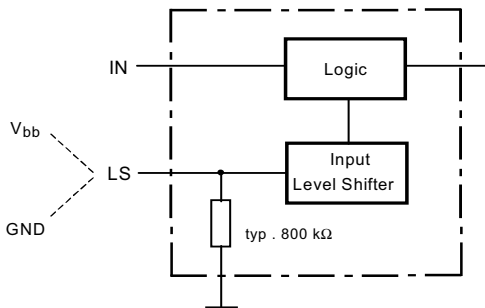 IN
Logic
V_bb
LS
Input
Level Shifter
GND
typ . 800 kΩ